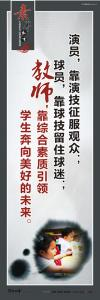 演员，靠演技征服观众；
球员，靠球技留住球迷；
教师，靠综合素质引领
学生奔向美好的未来。